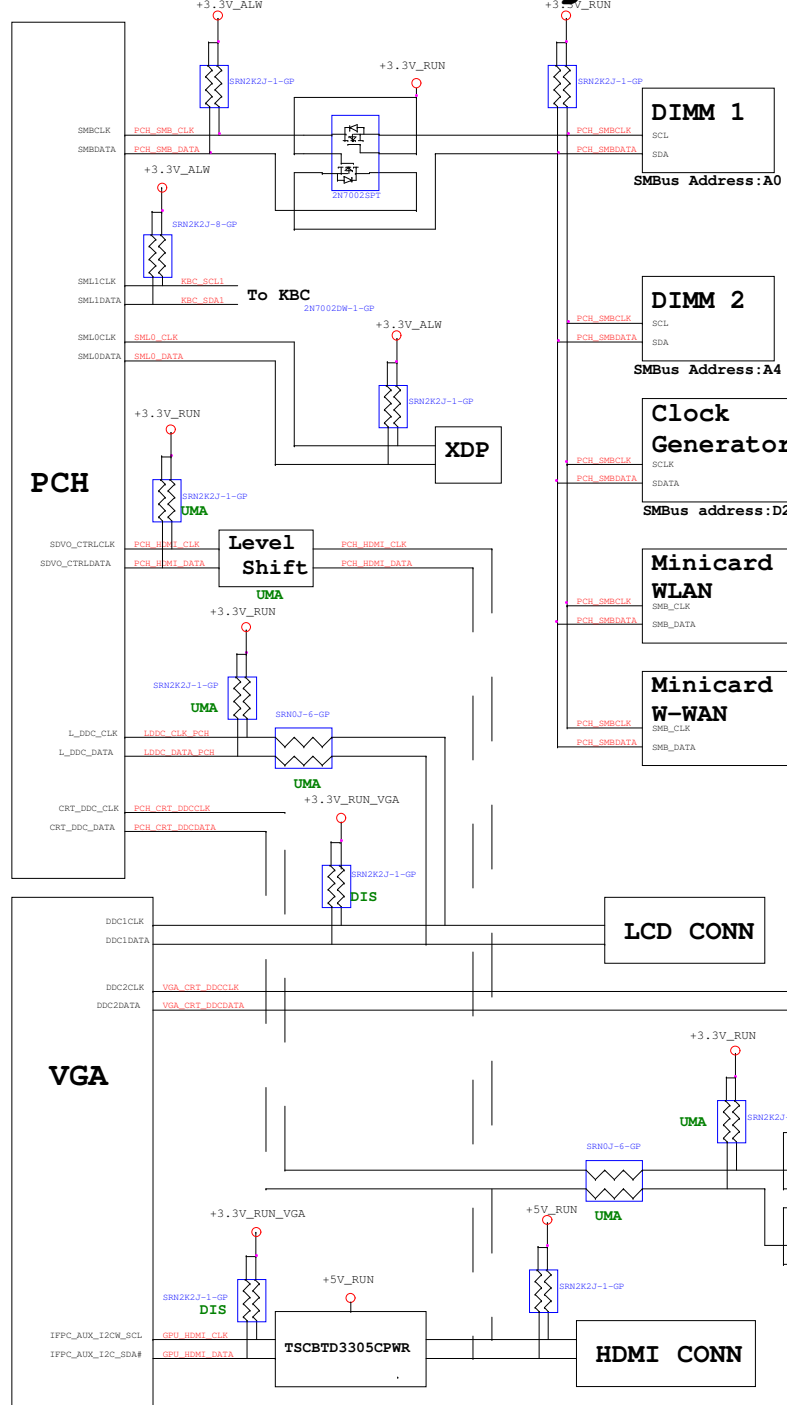 +3.3V_ALW
SRN2K2J-1-GP
+3.3V_RUN
+3.3V_RUN
SRN2K2J-1-GP
SMBCLK
PCH_SMB_CLK
SMBDATA
PCH_SMB_DATA
2N7002SPT
DIMM 1
PCH_SMBCLK
SCL
PCH_SMBDATA
SDA
SMBus Address:A0
+3.3V_ALW
SRN2K2J-8-GP
SML1CLK
KBC_SCL1
SML1DATA
KBC_SDA1
To KBC
2N7002DW-1-GP
DIMM 2
PCH_SMBCLK
SCL
PCH_SMBDATA
SDA
SMBus Address:A4
SML0CLK
SML0_CLK
SML0DATA
SML0_DATA
+3.3V_ALW
SRN2K2J-1-GP
XDP
Clock
Generator
PCH_SMBCLK
SCLK
PCH_SMBDATA
SDATA
SMBus address:D2
PCH
+3.3V_RUN
SRN2K2J-1-GP
UMA
SDVO_CTRLCLK
PCH_HDMI_CLK
SDVO_CTRLDATA
PCH_HDMI_DATA
Level
Shift
UMA
PCH_HDMI_CLK
PCH_HDMI_DATA
Minicard
WLAN
PCH_SMBCLK
SMB_CLK
PCH_SMBDATA
SMB_DATA
+3.3V_RUN
SRN2K2J-1-GP
UMA
SRN0J-6-GP
L_DDC_CLK
LDDC_CLK_PCH
L_DDC_DATA
LDDC_DATA_PCH
UMA
Minicard
W-WAN
PCH_SMBCLK
SMB_CLK
PCH_SMBDATA
SMB_DATA
CRT_DDC_CLK
PCH_CRT_DDCCLK
CRT_DDC_DATA
PCH_CRT_DDCDATA
+3.3V_RUN_VGA
SRN2K2J-1-GP
DIS
VGA
DDC1CLK
DDC1DATA
LCD CONN
DDC2CLK
VGA_CRT_DDCCLK
DDC2DATA
VGA_CRT_DDCDATA
+3.3V_RUN
UMA
SRN2K2J-
SRN0J-6-GP
UMA
+3.3V_RUN_VGA
SRN2K2J-1-GP
DIS
+5V_RUN
+5V_RUN
SRN2K2J-1-GP
IFPC_AUX_I2CW_SCL
GPU_HDMI_CLK
IFPC_AUX_I2C_SDA#
GPU_HDMI_DATA
TSCBTD3305CPWR
HDMI CONN